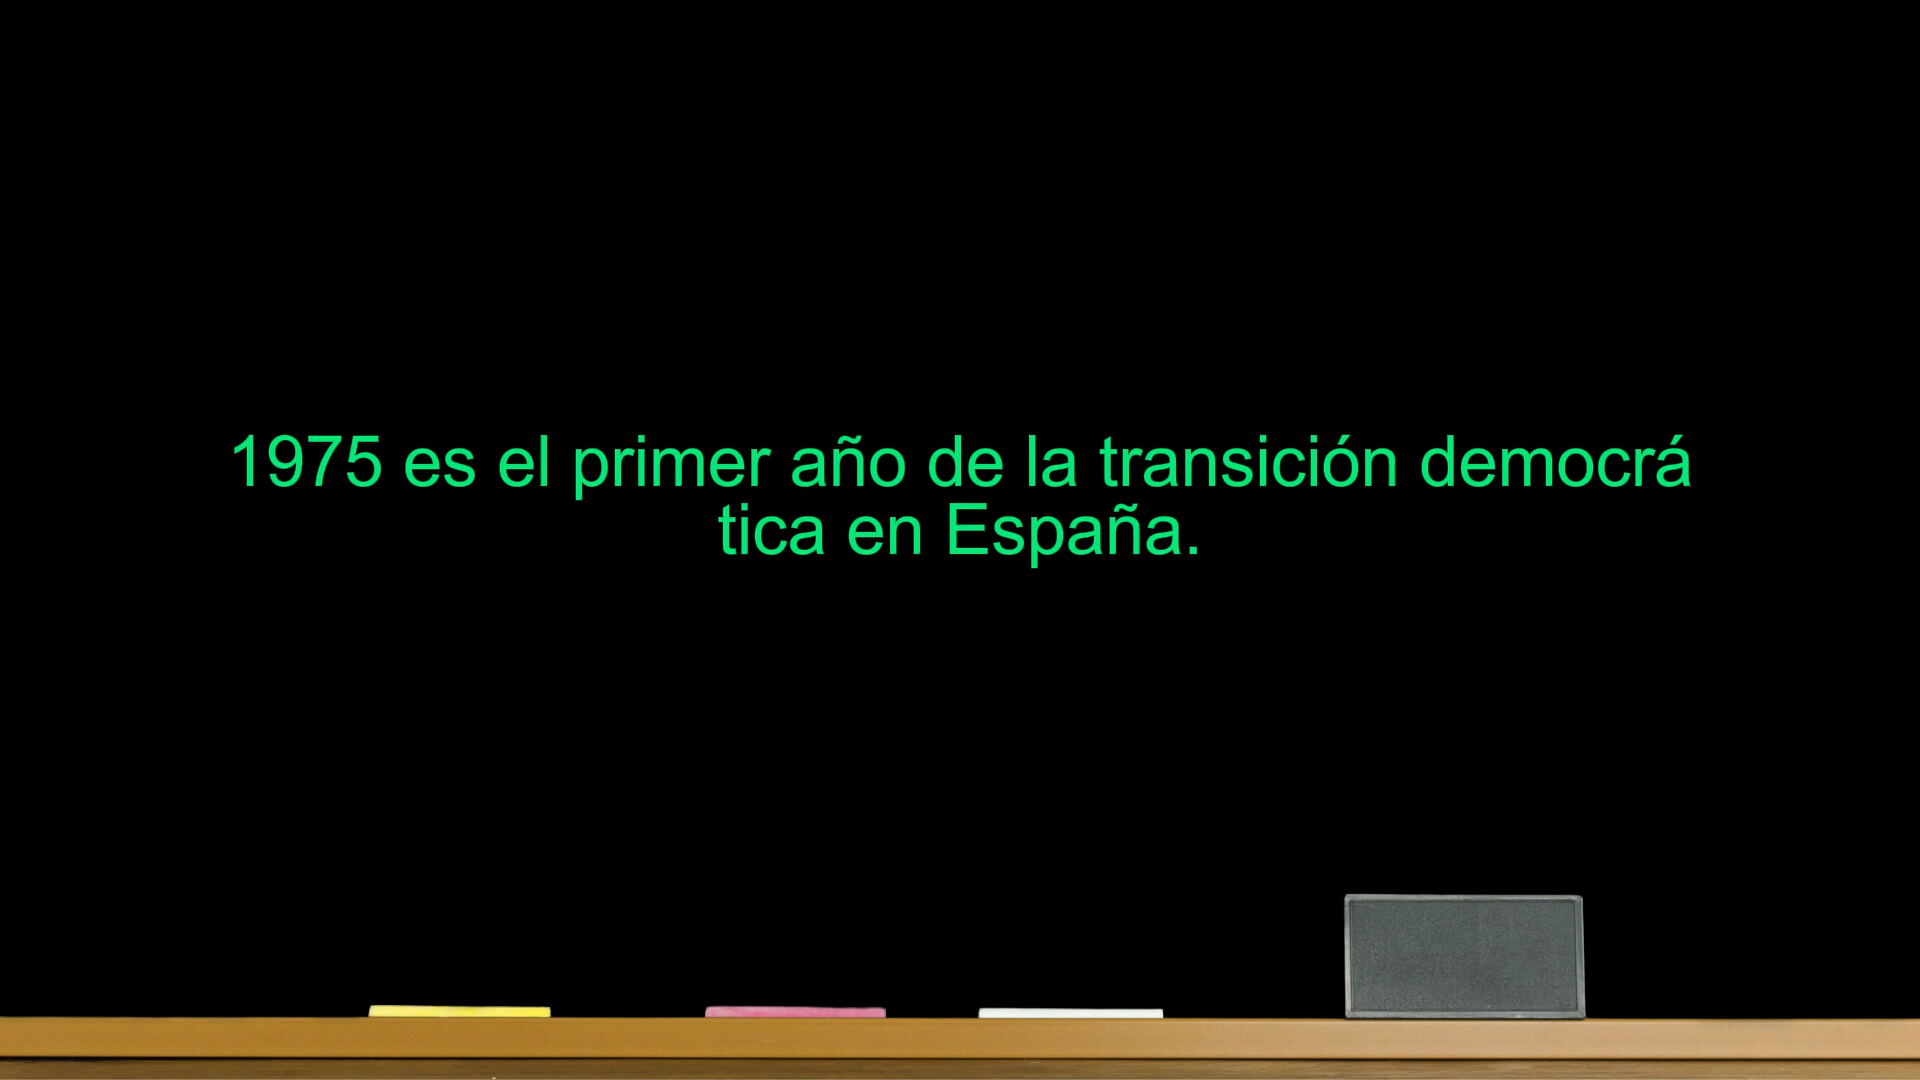 1975 es el primer año de la transición democrá
tica en España.